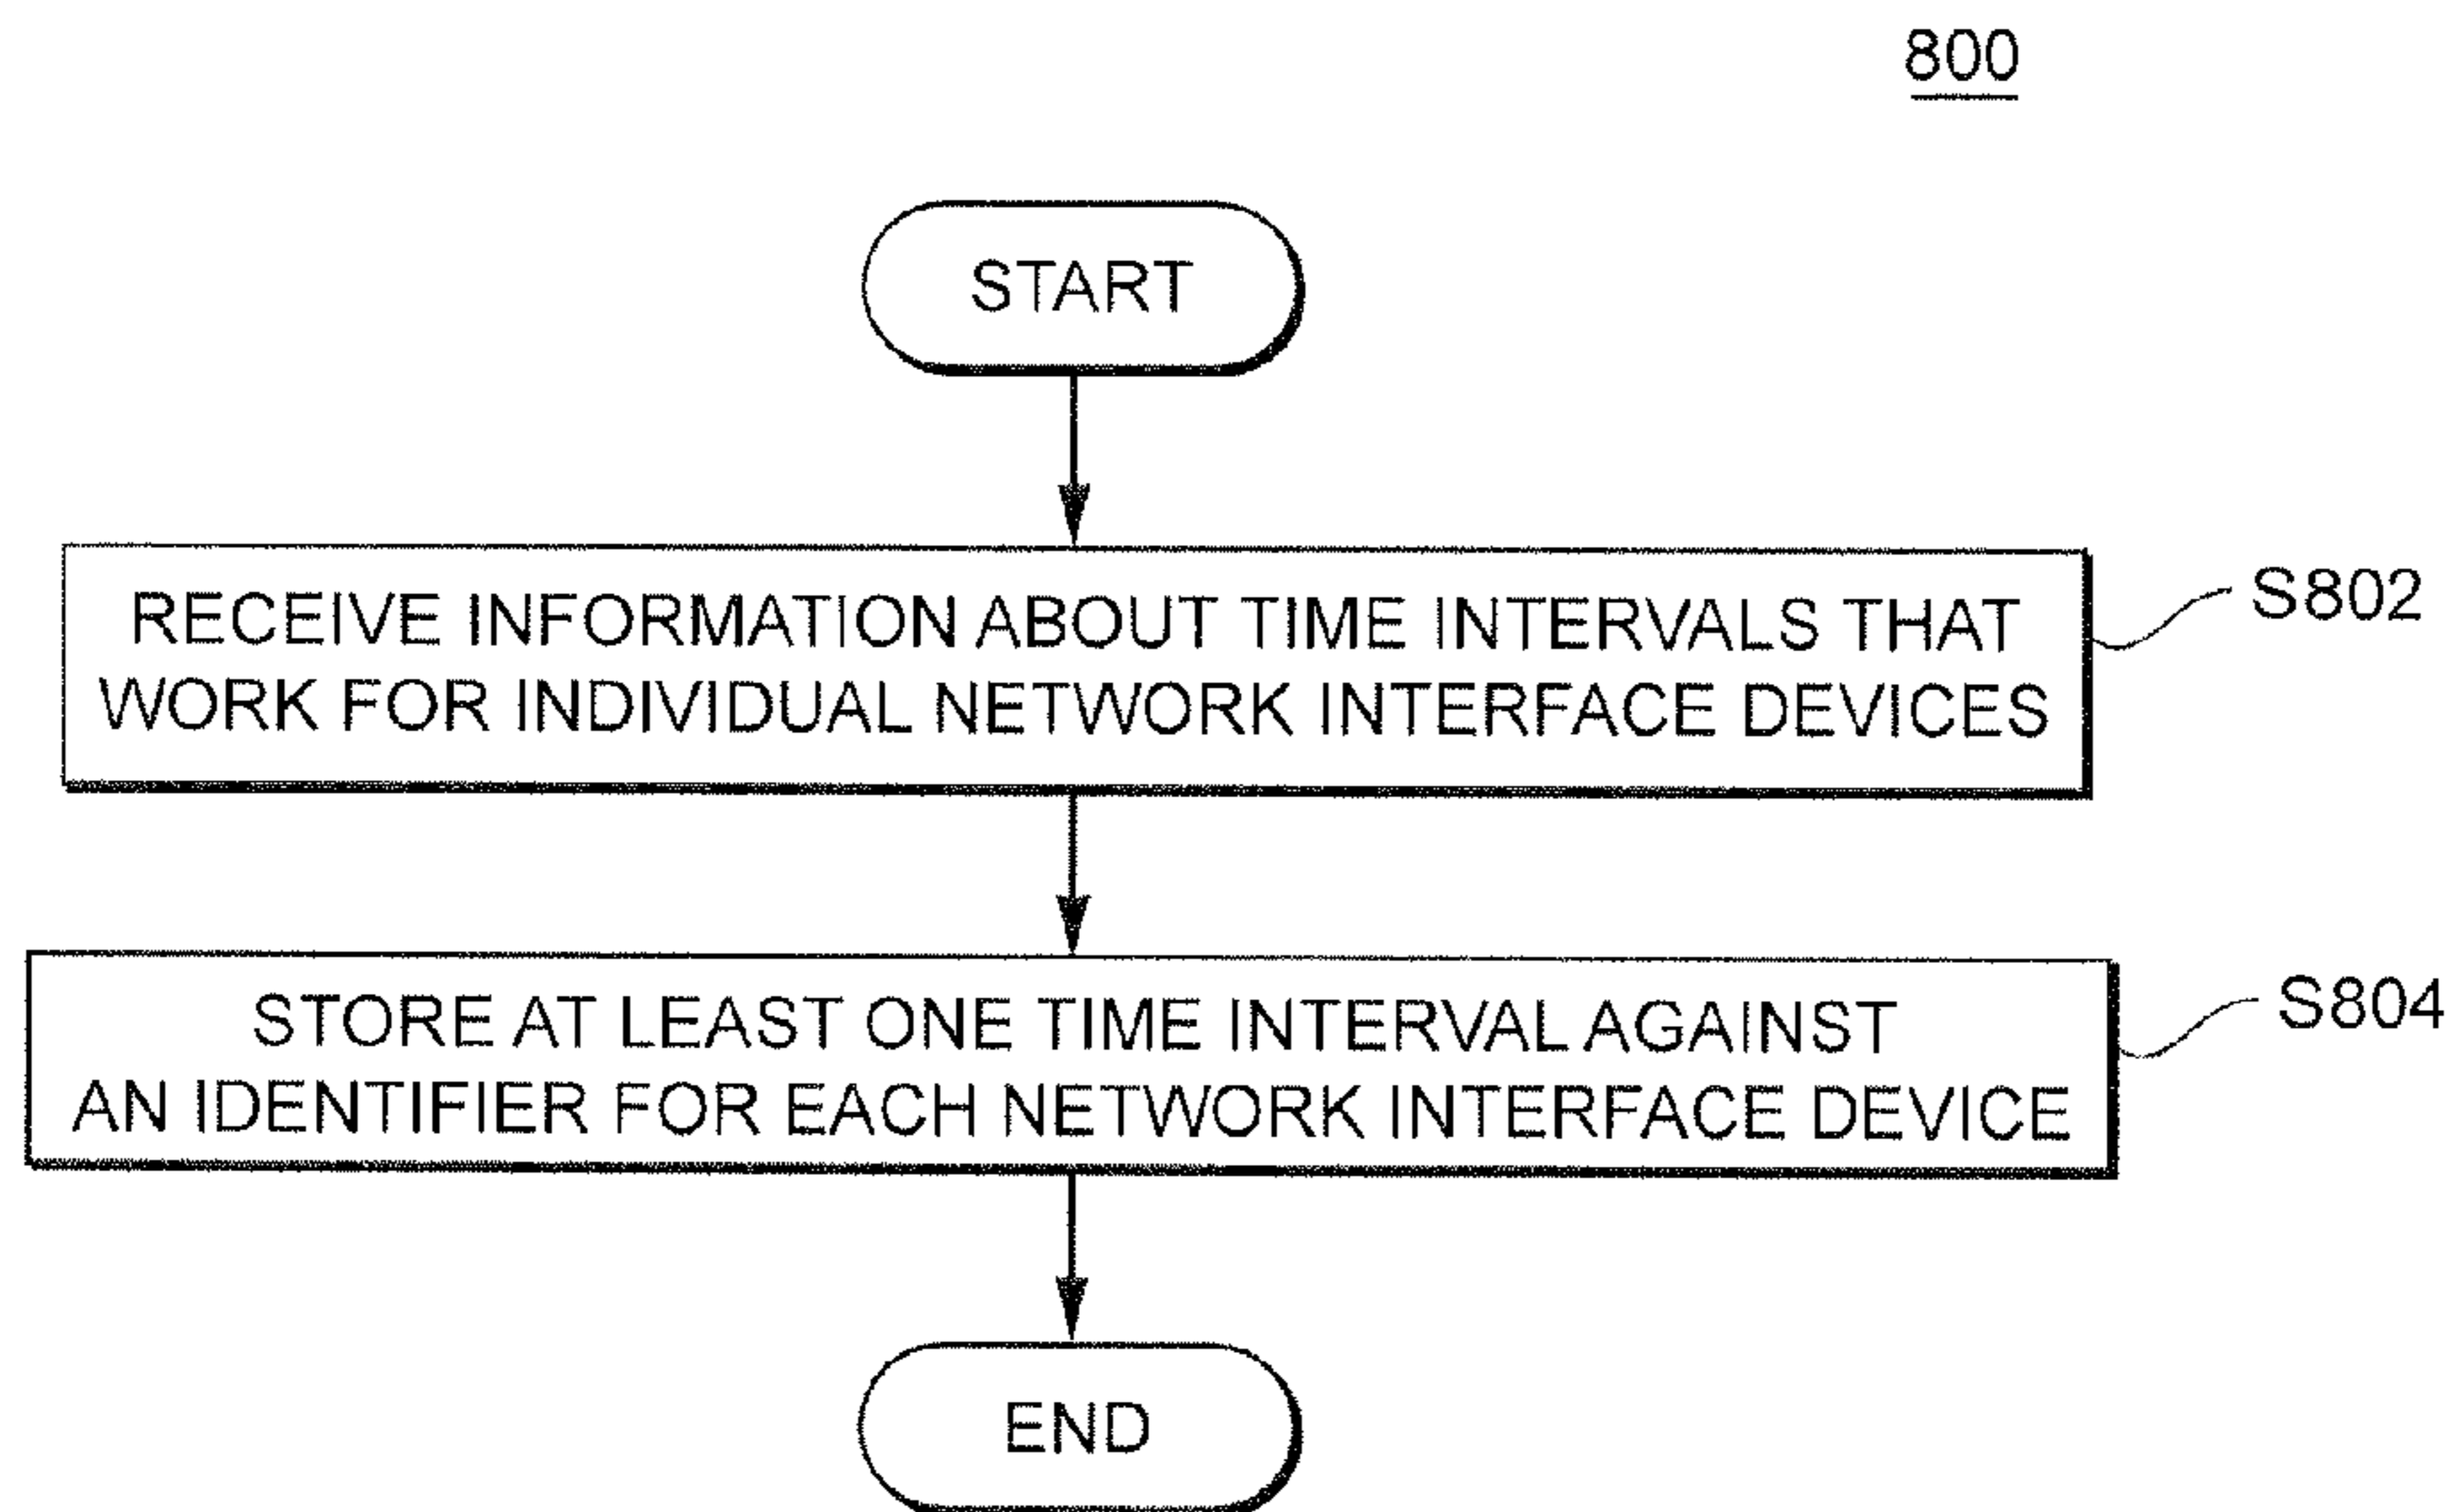 800
START
RECEIVE INFORMATION ABOUT TIME INTERVALS THAT
WORK FOR INDIVIDUAL NETWORK INTERFACE DEVICES
S802
STORE AT LEAST ONE TIME INTERVAL AGAINST
AN IDENTIFIER FOR EACH NETWORK INTERFACE DEVICE
S804
END